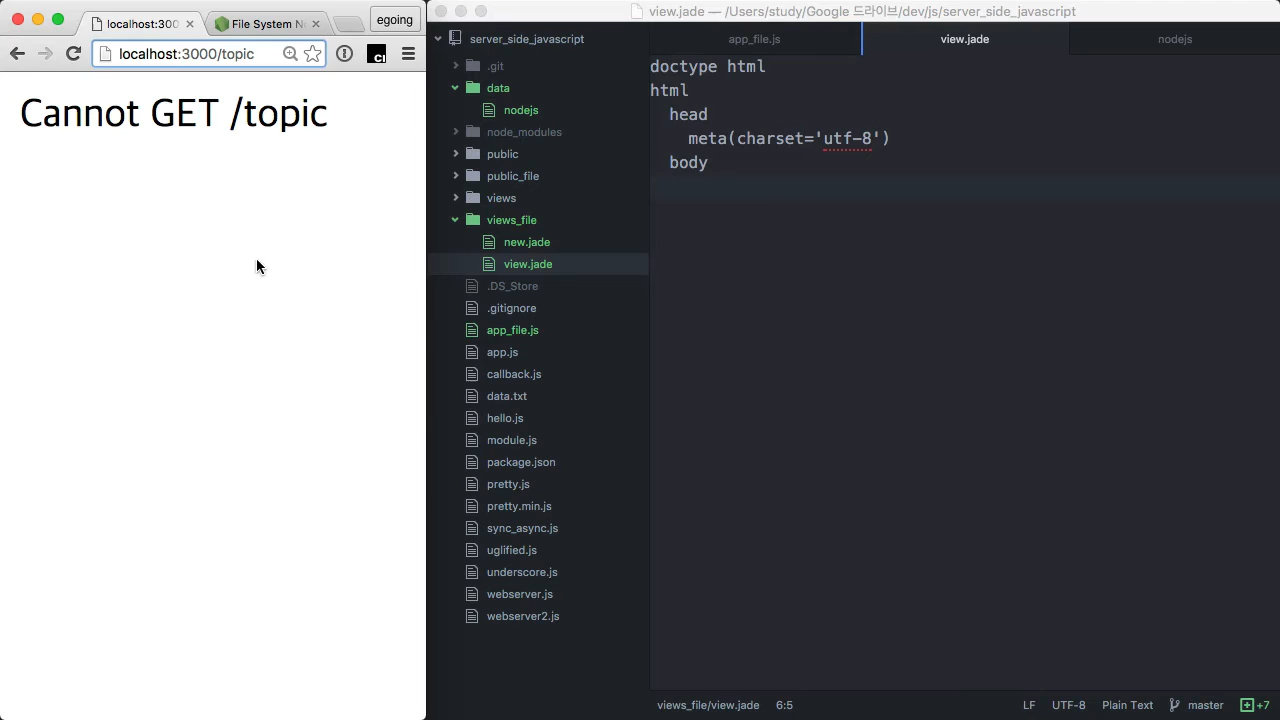 localhost:300
File System N
egoing
localhost:3000/topic
Cannot GET /topic
view.jade — /Users/study/Google 드라이브/dev/js/server_side_javascript
server_side_javascript
.git
data
nodejs
node_modules
public
public_file
views
views_file
new.jade
view.jade
.DS_Store
.gitignore
app_file.js
app.js
callback.js
data.txt
hello.js
module.js
package.json
pretty.js
pretty.min.js
sync_async.js
uglified.js
underscore.js
webserver.js
webserver2.js
app_file.js
view.jade
nodejs
doctype html
html
head
meta(charset='utf-8')
body
views_file/view.jade
6:5
LF
UTF-8
Plain Text
master
+7